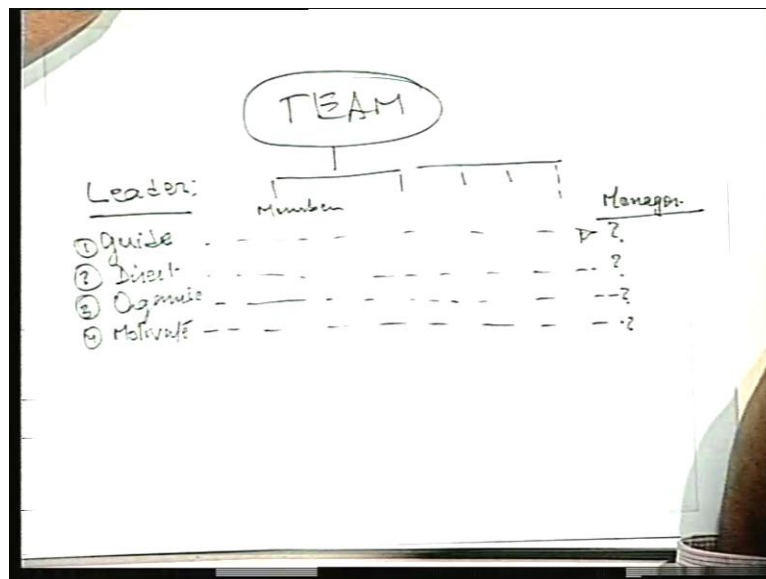 TEAM
Leader:
Member
Manager
① Guide - - - - - - - ?
② Direct - - - - - - - ?
③ Organise - - - - - - - ?
④ Motivate - - - - - - - ?